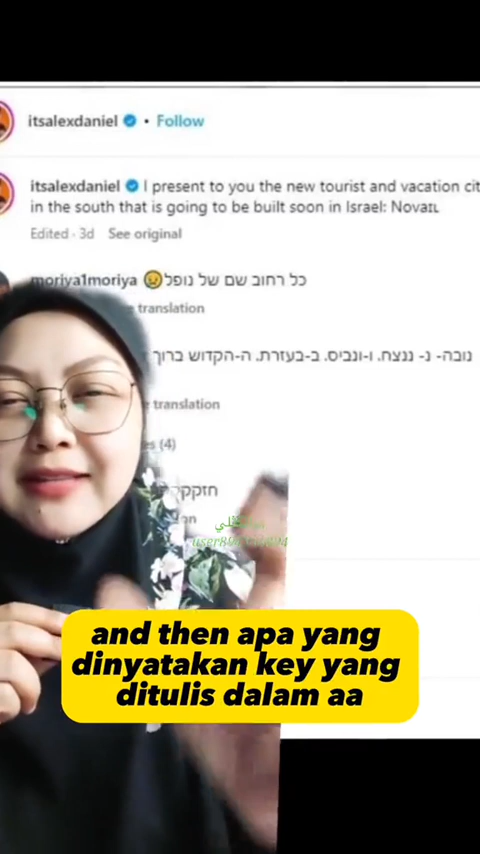 itsalexdaniel • Follow
itsalexdaniel I present to you the new tourist and vacation cit
in the south that is going to be built soon in Israel: Novaɪʟ
Edited · 3d See original
moriya1moriya 😢כל רחוב שם של נופל
translation
נובה- נ- ננצח. ו-ונביס. ב-בעזרת. ה-הקדוש ברוך
translation
(4)
and then apa yang
dinyatakan key yang
ditulis dalam aa